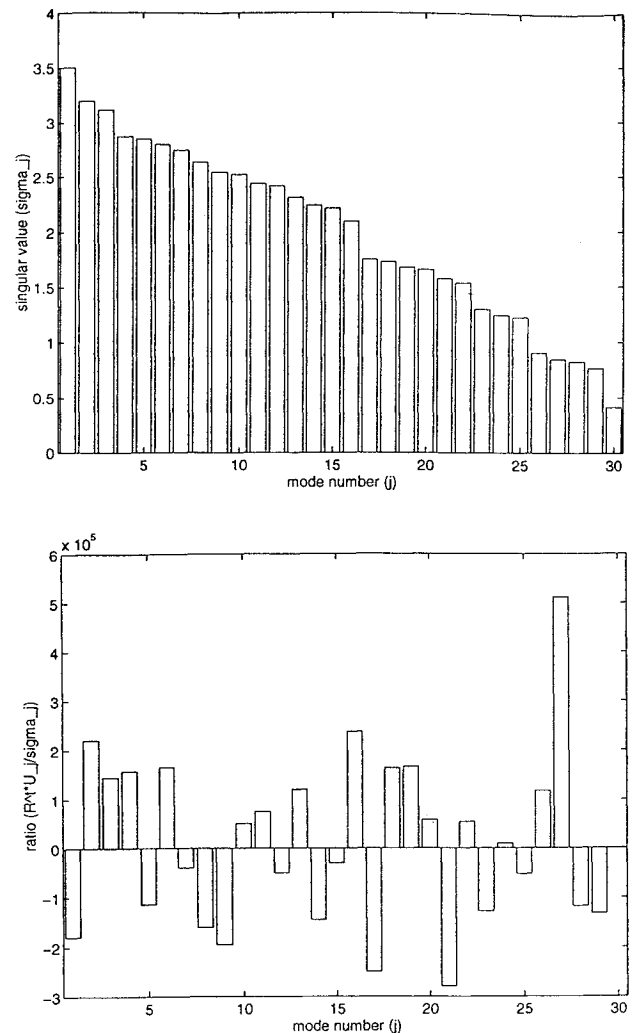 4
3.5
3
2.5
2
1.5
1
0.5
0
singular value (sigma_j)
5 10 15 20 25 30
mode number (j)
x 10^5
6
5
4
3
2
1
0
-1
-2
-3
ratio (R^t*U_j/sigma_j)
5 10 15 20 25 30
mode number (j)